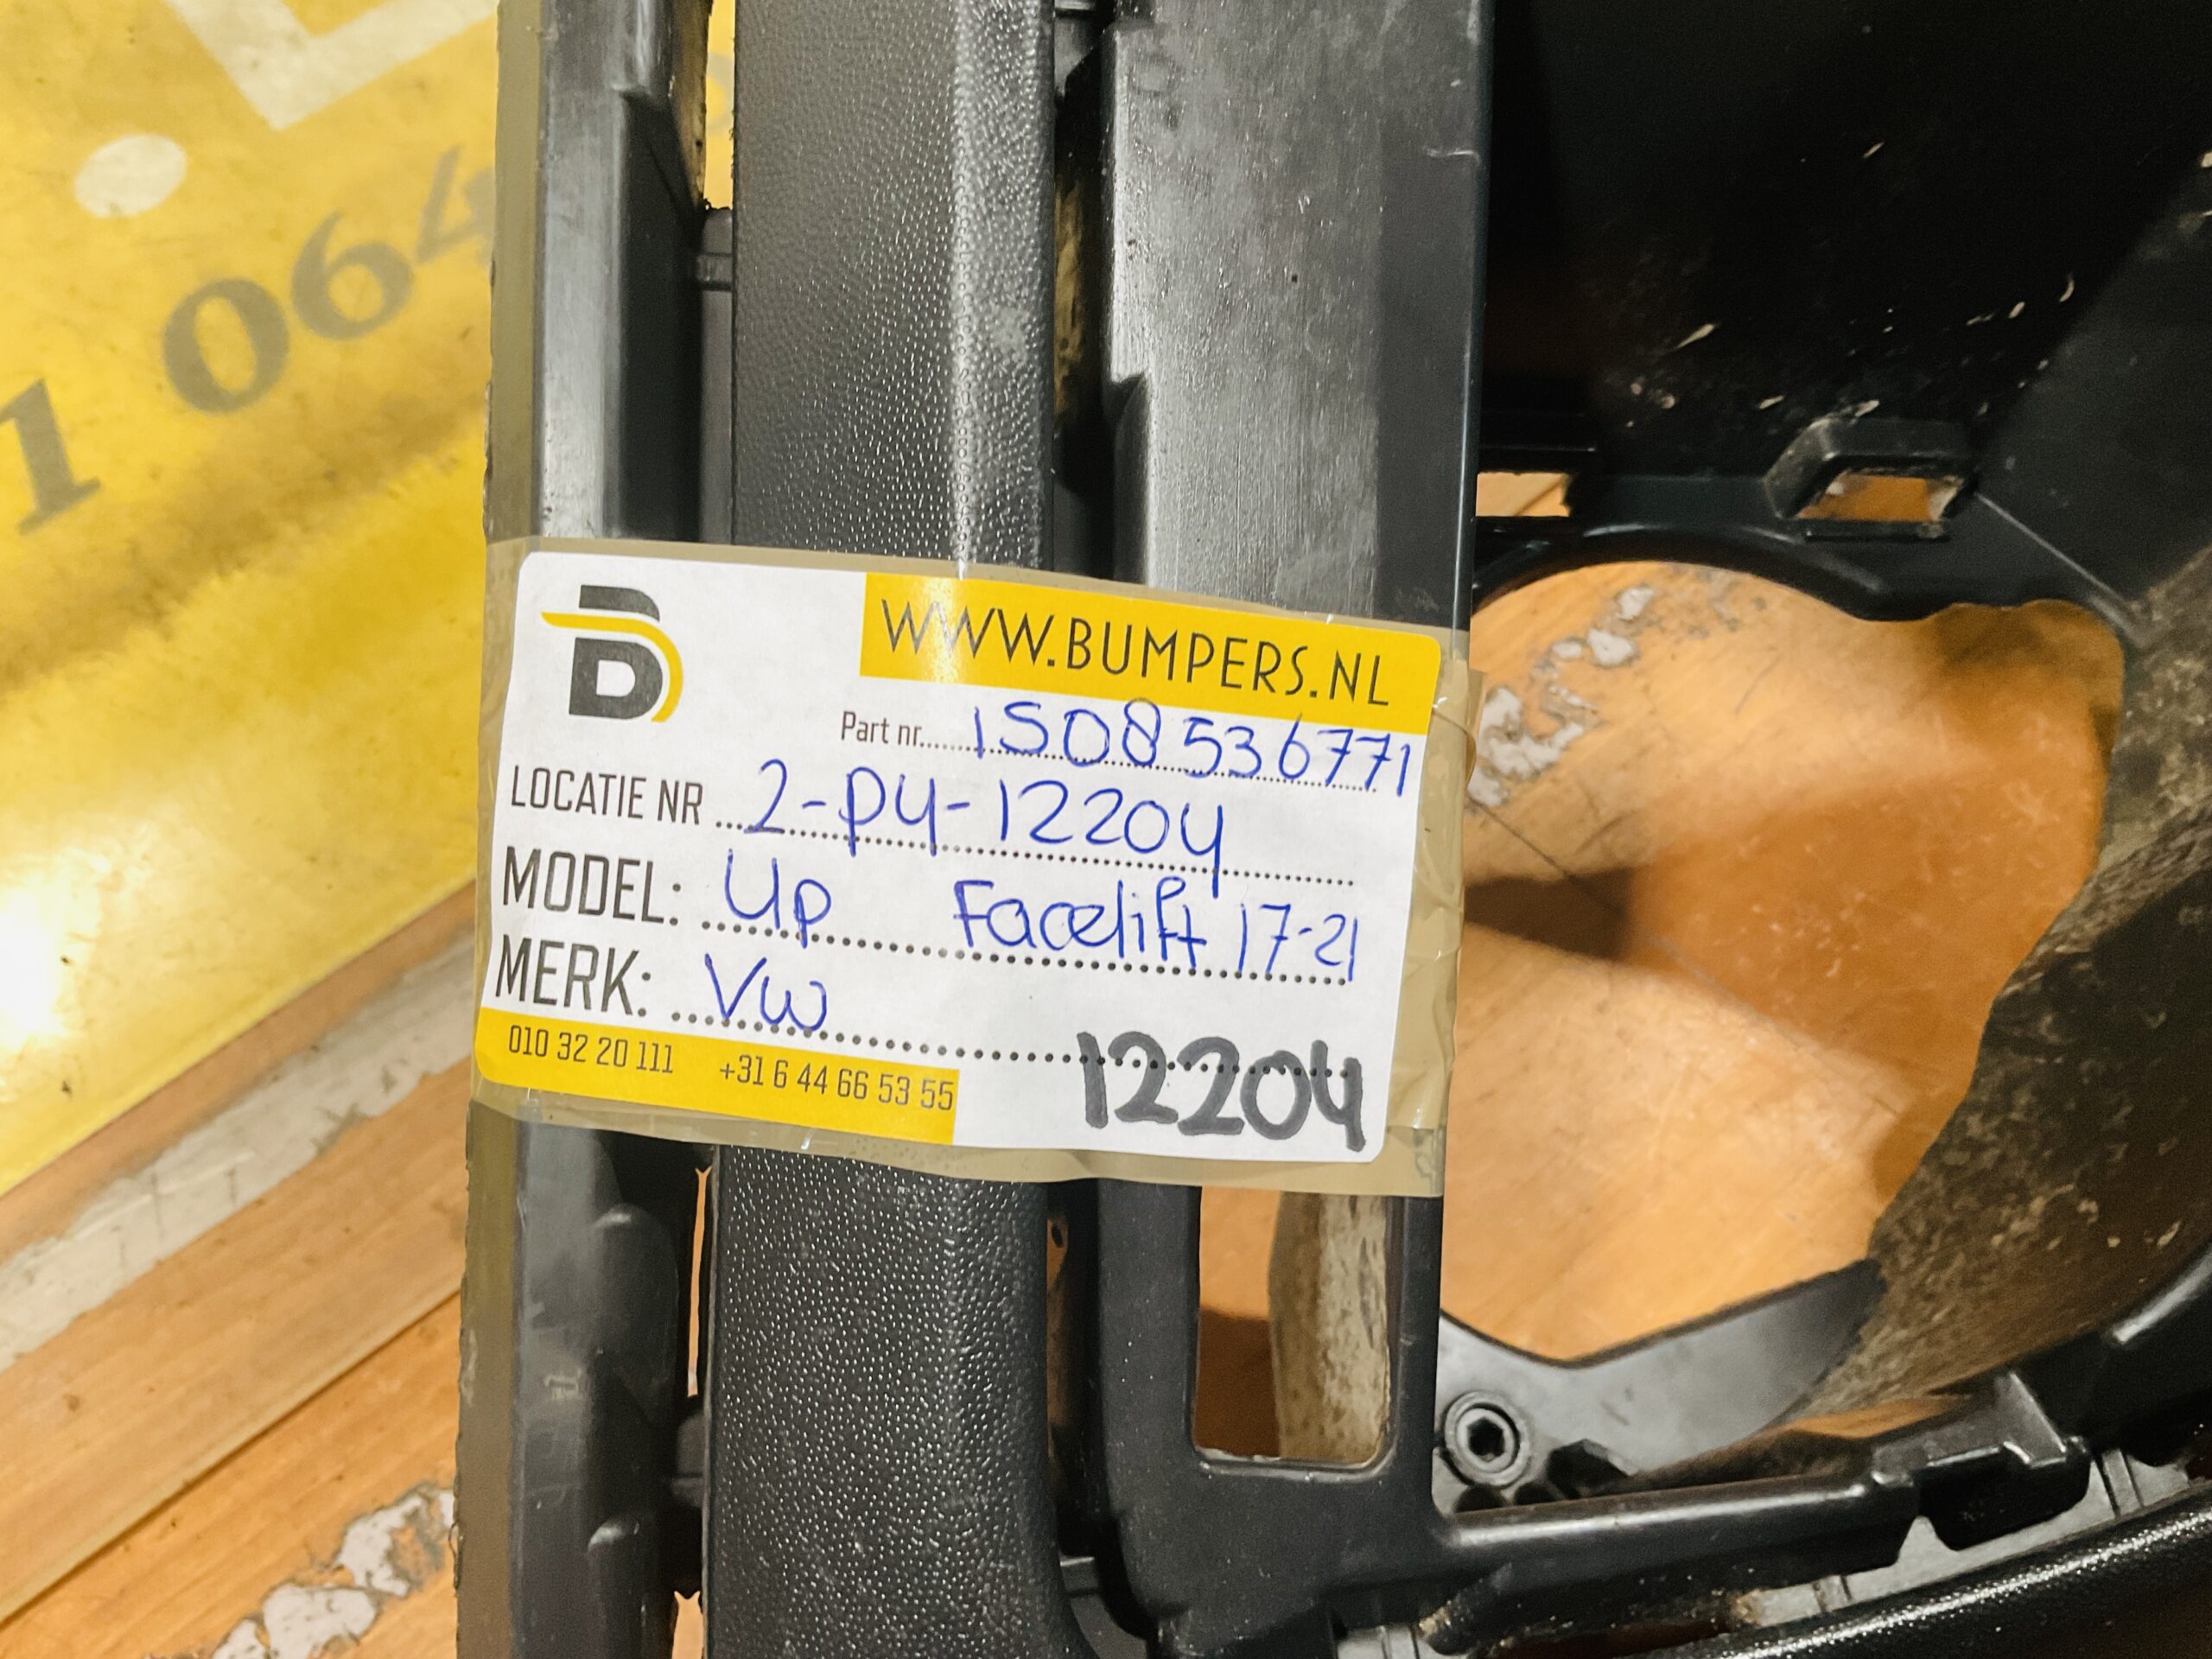 1 064
WWW.BUMPERS.NL
Part nr. 1S08536771
LOCATIE NR 2-P4-12204
MODEL: Up Facelift 17-21
MERK: VW
12204
010 32 20 111 +31 6 44 66 53 55